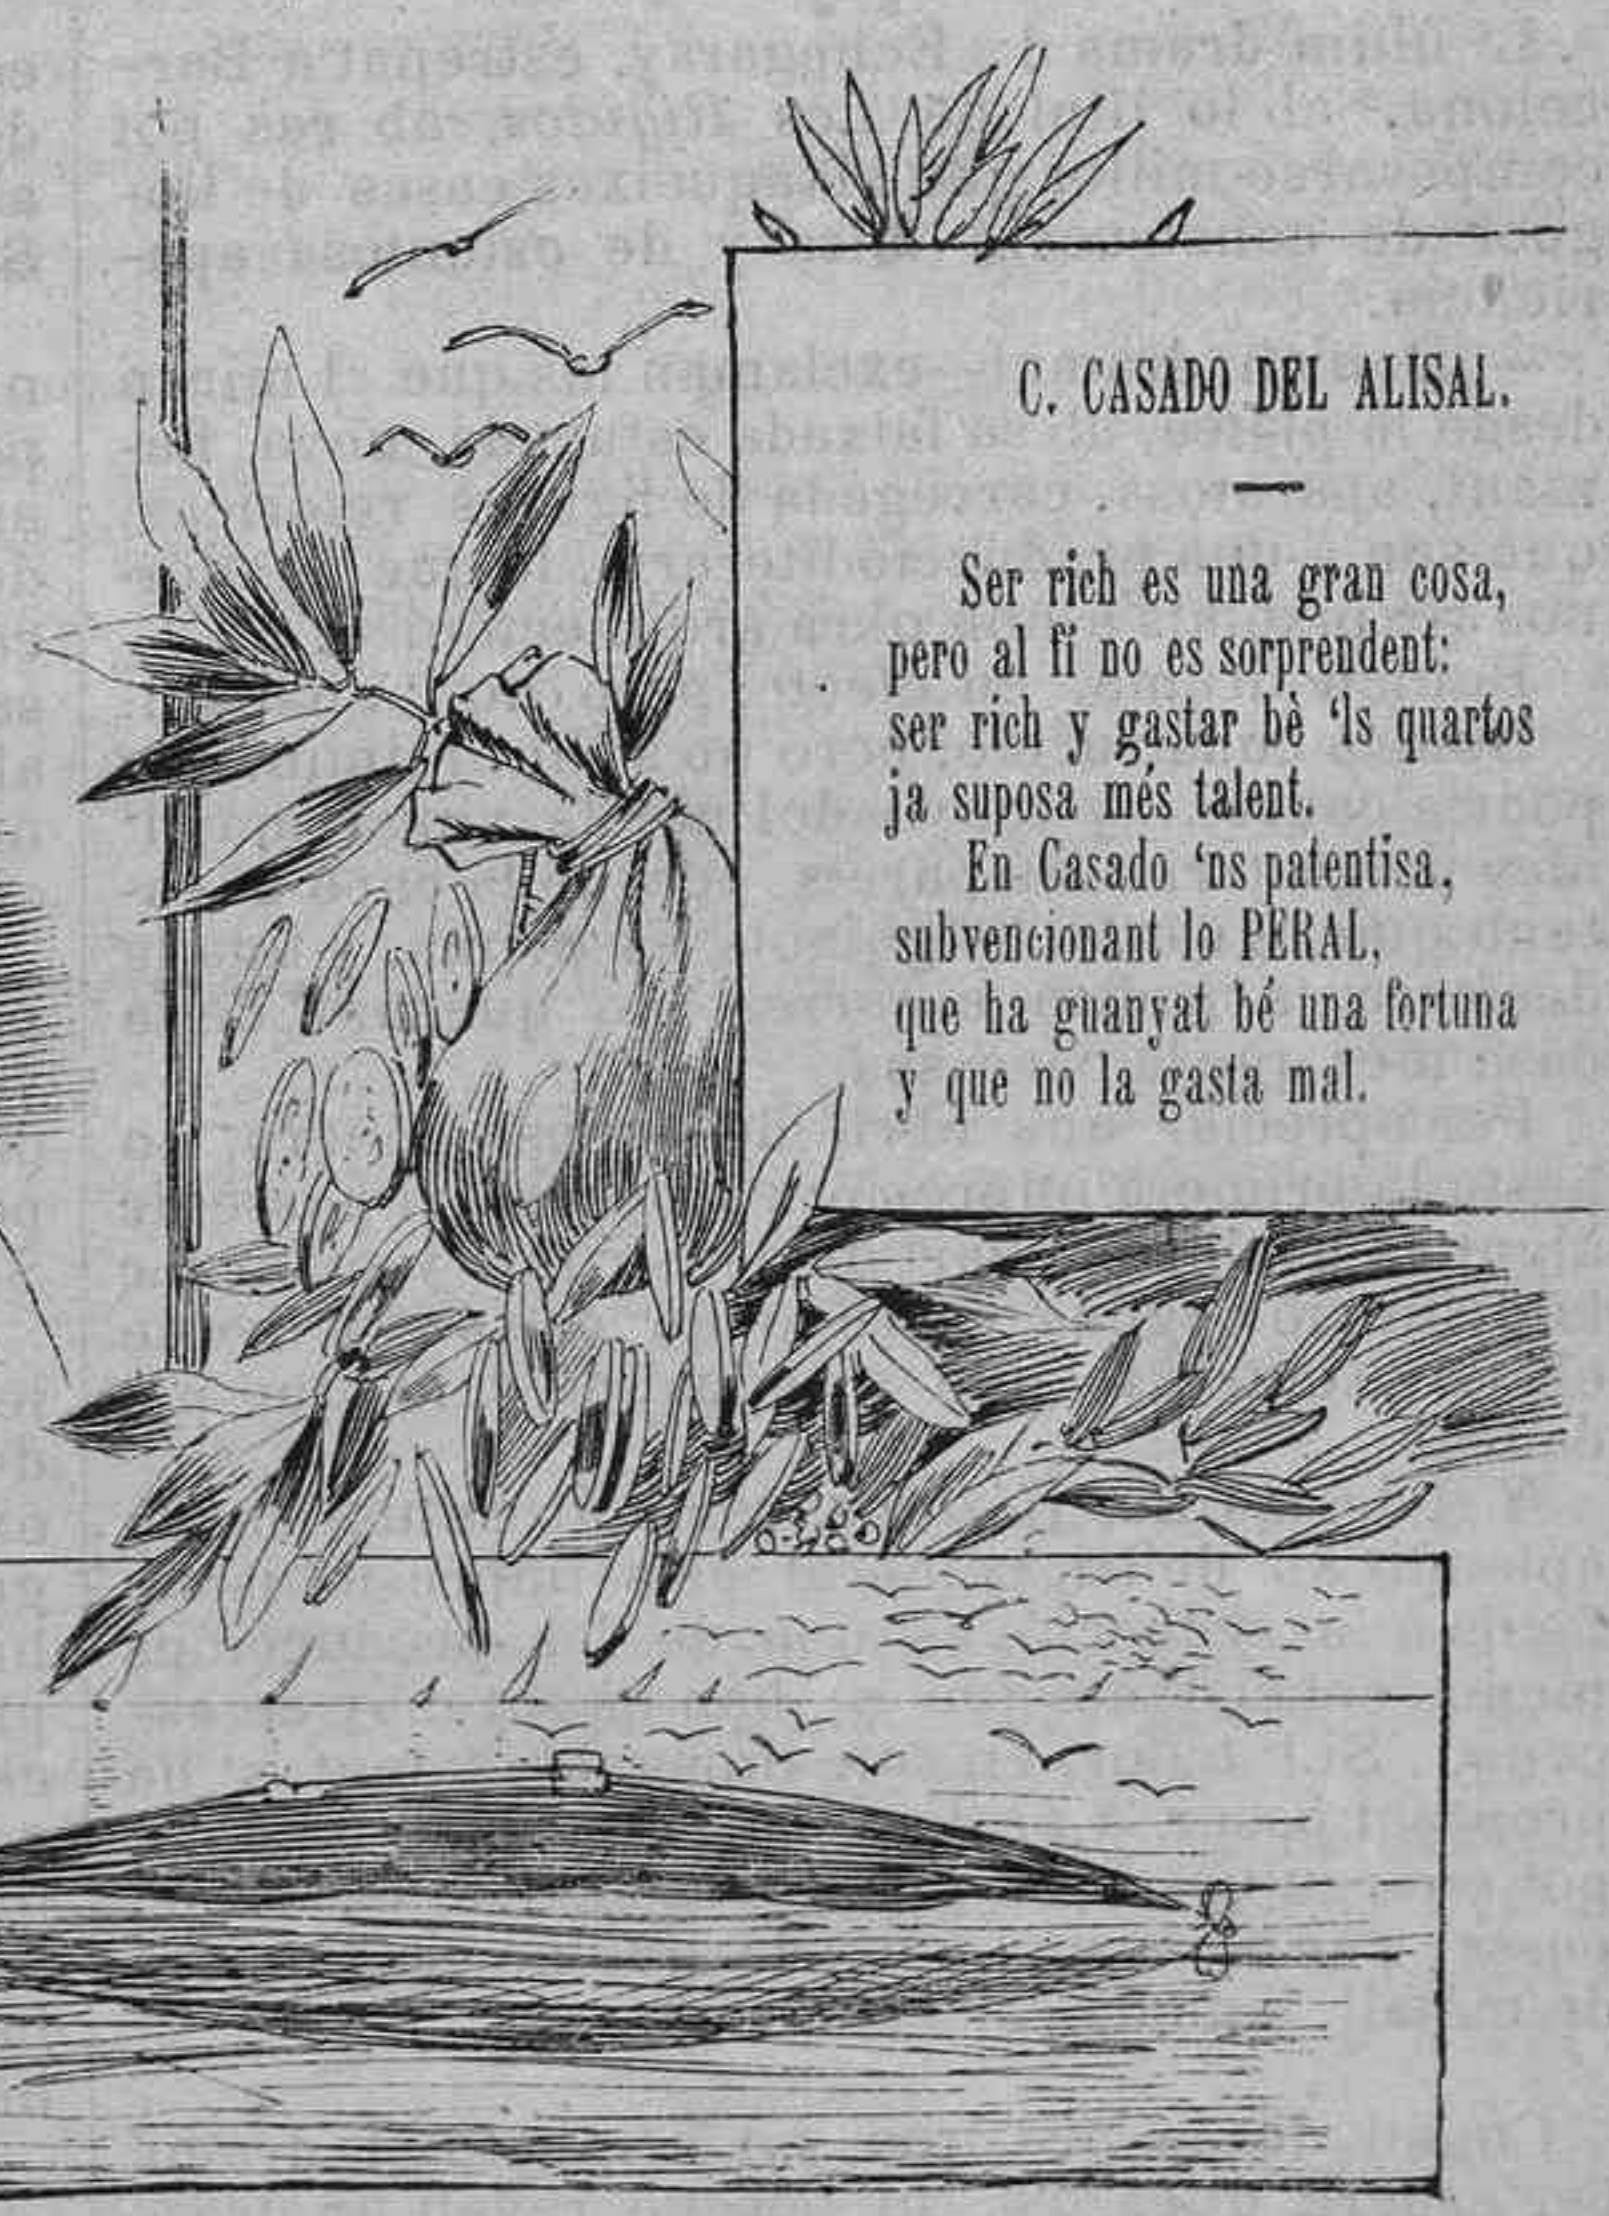 C. CASADO DEL ALISAL.
Ser rich es una gran cosa,
pero al fí no es sorprendent:
ser rich y gastar bè ‘ls quartos
ja suposa més talent.
En Casado ‘ns patentisa,
subvencionant lo PERAL,
que ha guanyat bé una fortuna
y que no la gasta mal.